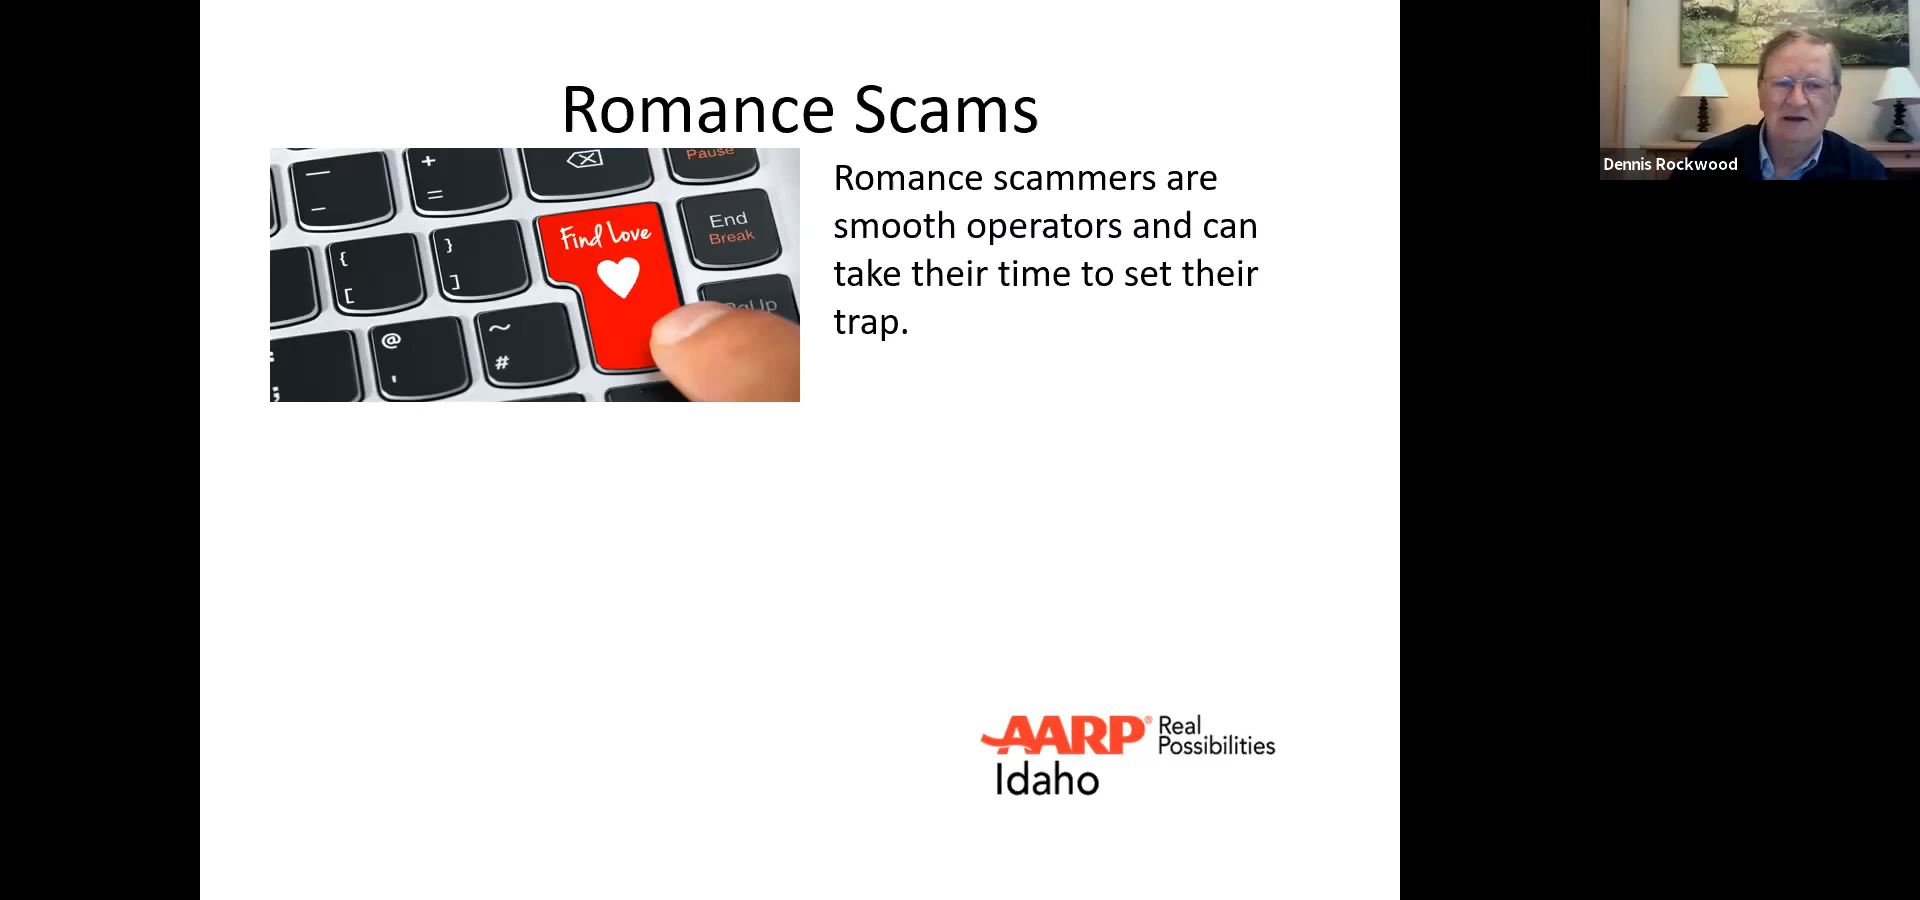 Romance Scams
Romance scammers are
smooth operators and can
take their time to set their
trap.
—
–
+
=
Pause
{
[
}
]
Find Love
End
Break
PgUp
@
'
~
#
;
AARP® Real
Possibilities
Idaho
Dennis Rockwood